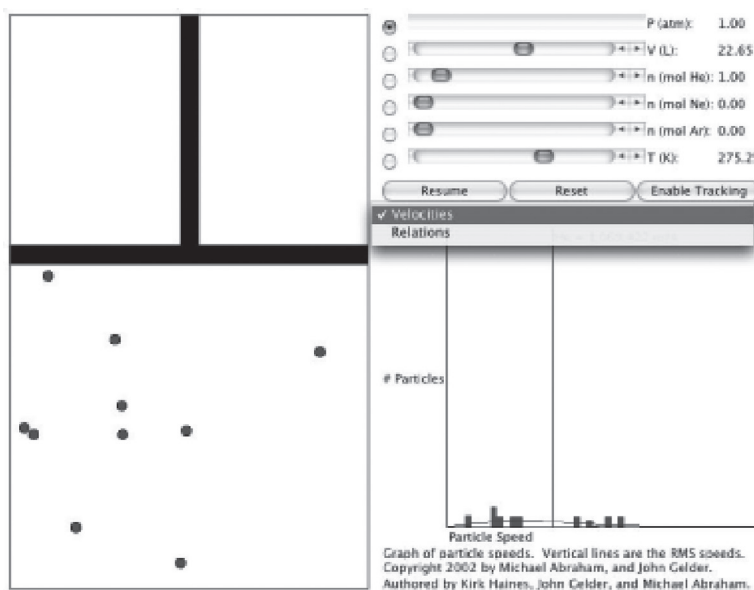 P (atm): 1.00
V (L): 22.65
n (mol He): 1.00
n (mol Ne): 0.00
n (mol Ar): 0.00
T (K): 275.2
Resume Reset Enable Tracking
✓ Velocities
Relations
# Particles
Particle Speed
Graph of particle speeds. Vertical lines are the RMS speeds.
Copyright 2002 by Michael Abraham, and John Gelder.
Authored by Kirk Haines, John Gelder, and Michael Abraham.